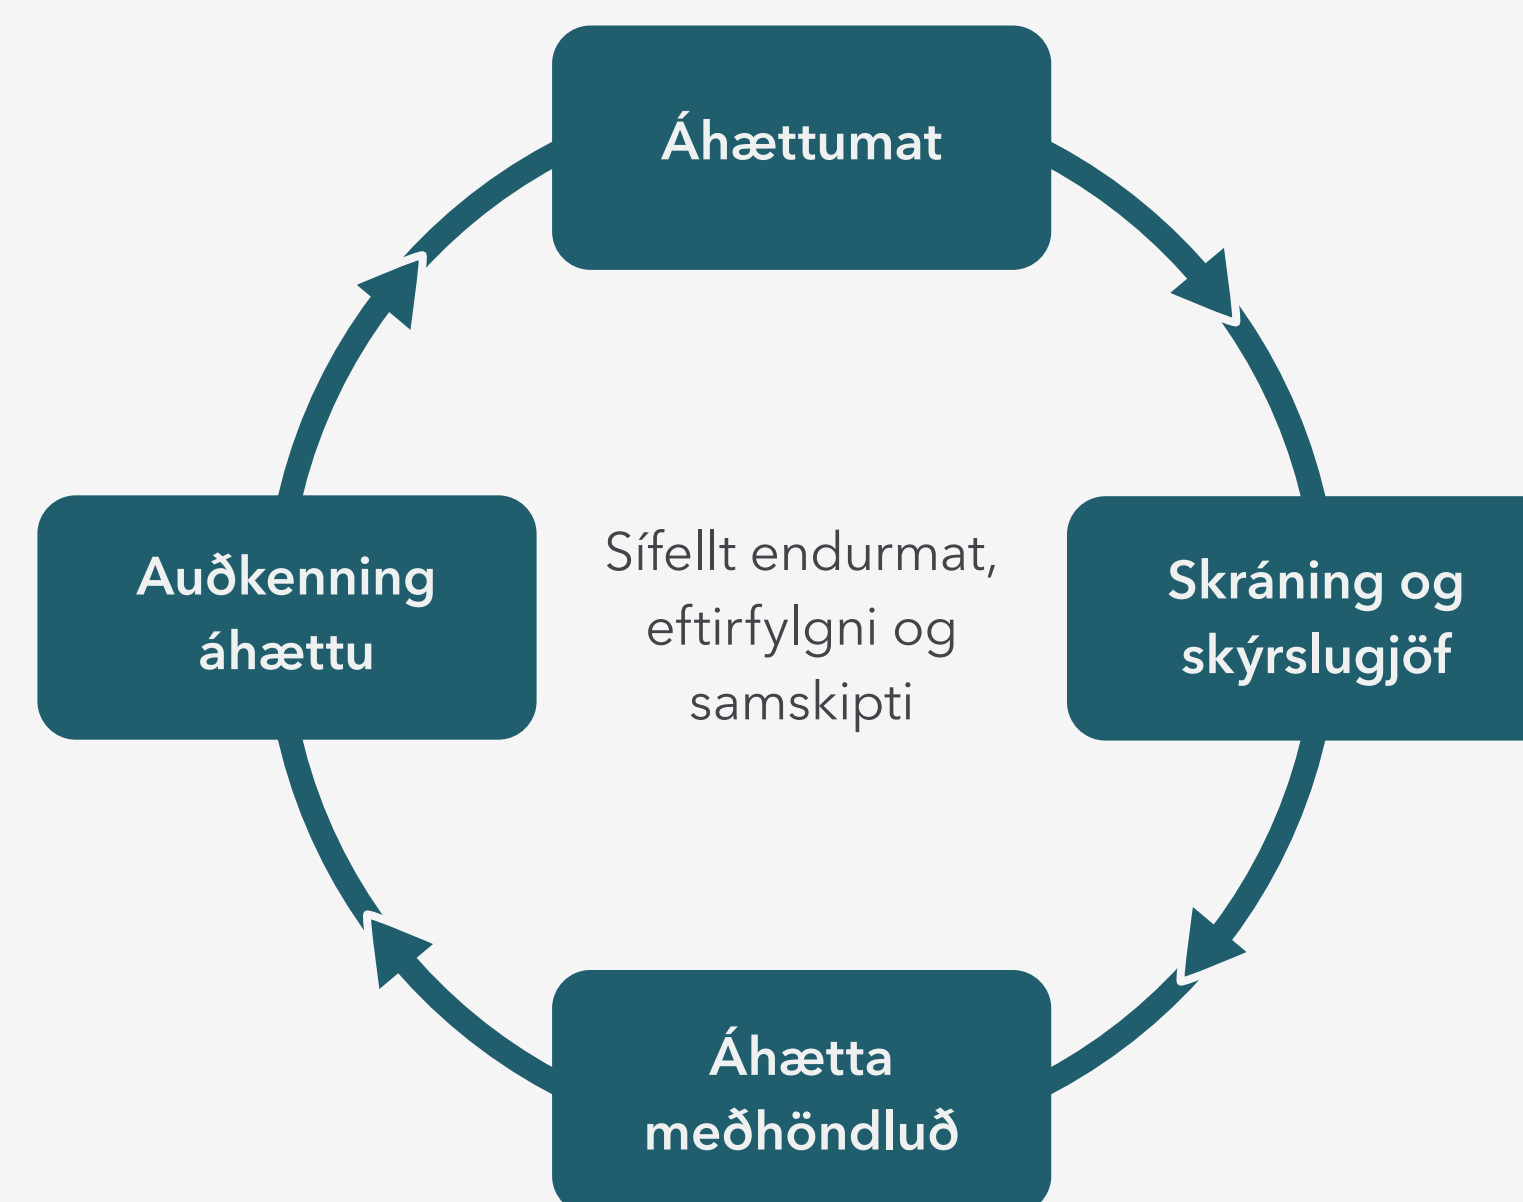 Áhættumat
Auðkenning
áhættu
Sífellt endurmat,
eftirfylgni og
samskipti
Skráning og
skýrslugjöf
Áhætta
meðhöndluð